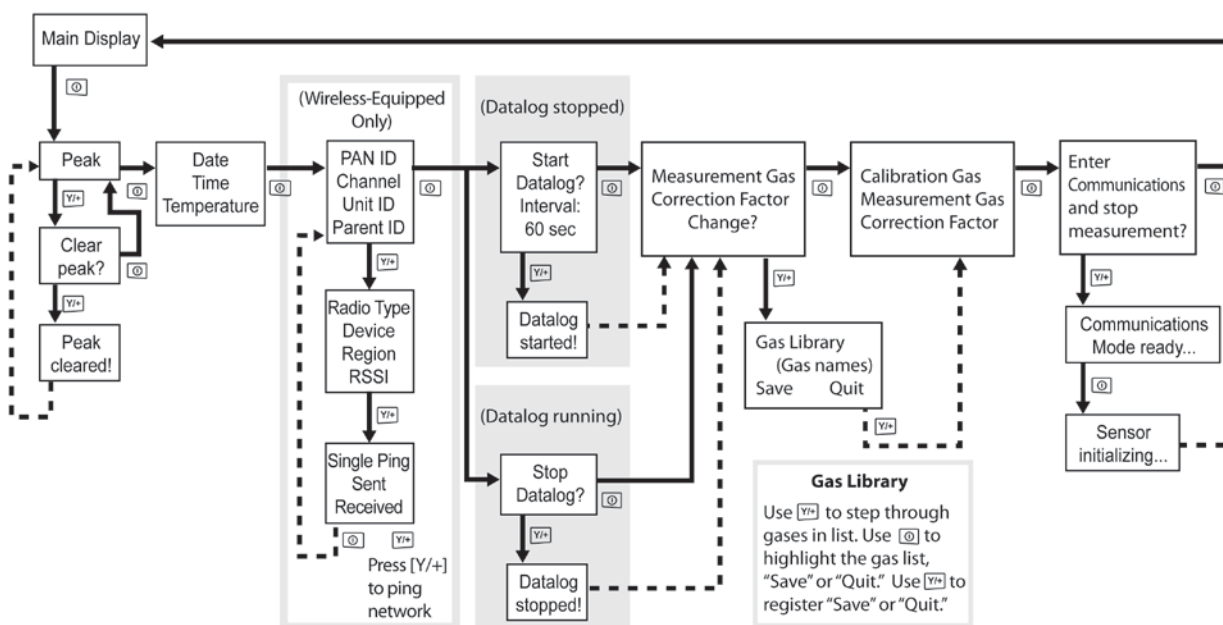 Main Display
Peak
Y/+
Clear
peak?
Y/+
Peak
cleared!
Date
Time
Temperature
(Wireless-Equipped
Only)
PAN ID
Channel
Unit ID
Parent ID
Y/+
Radio Type
Device
Region
RSSI
Y/+
Single Ping
Sent
Received
Y/+
Press [Y/+]
to ping
network
(Datalog stopped)
Start
Datalog?
Interval:
60 sec
Y/+
Datalog
started!
(Datalog running)
Stop
Datalog?
Y/+
Datalog
stopped!
Measurement Gas
Correction Factor
Change?
Y/+
Gas Library
(Gas names)
Save Quit
Y/+
Calibration Gas
Measurement Gas
Correction Factor
Enter
Communications
and stop
measurement?
Y/+
Communications
Mode ready...
Sensor
initializing...
Gas Library
Use Y/+ to step through
gases in list. Use to
highlight the gas list,
“Save” or “Quit.” Use Y/+ to
register “Save” or “Quit.”